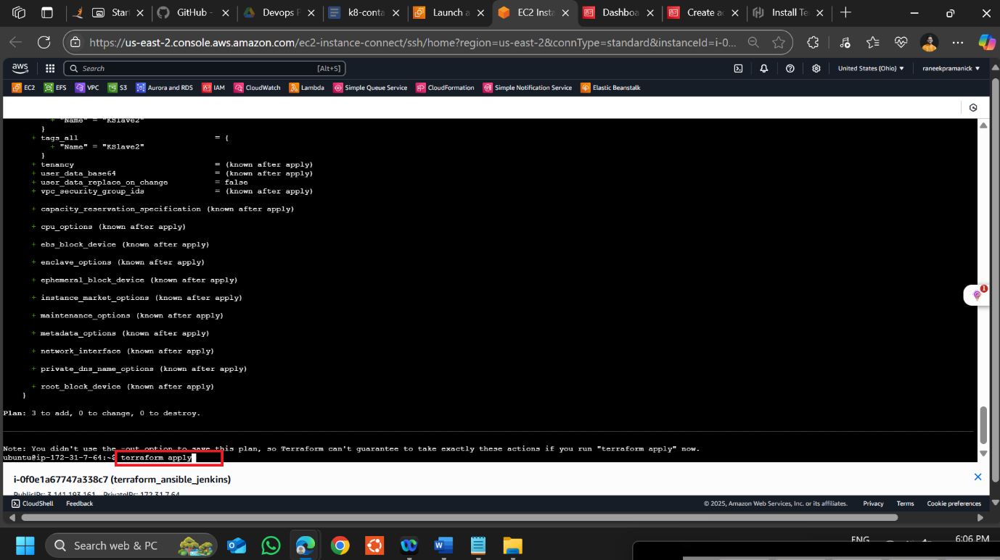 Star
GitHub -
Devops P
k8-conta
Launch a
EC2 Insta
Dashboa
Create ac
Install Te
https://us-east-2.console.aws.amazon.com/ec2-instance-connect/ssh/home?region=us-east-2&connType=standard&instanceId=i-0...
aws
Search
[Alt+S]
United States (Ohio)
raneekpramanick
EC2
EFS
VPC
S3
Aurora and RDS
IAM
CloudWatch
Lambda
Simple Queue Service
CloudFormation
Simple Notification Service
Elastic Beanstalk
+ "Name" = "KSlave2"
}
+ tags_all = {
+ "Name" = "KSlave2"
}
+ tenancy = (known after apply)
+ user_data_base64 = (known after apply)
+ user_data_replace_on_change = false
+ vpc_security_group_ids = (known after apply)
+ capacity_reservation_specification (known after apply)
+ cpu_options (known after apply)
+ ebs_block_device (known after apply)
+ enclave_options (known after apply)
+ ephemeral_block_device (known after apply)
+ instance_market_options (known after apply)
+ maintenance_options (known after apply)
+ metadata_options (known after apply)
+ network_interface (known after apply)
+ private_dns_name_options (known after apply)
+ root_block_device (known after apply)
}
Plan: 3 to add, 0 to change, 0 to destroy.
Note: You didn't use the -out option to save this plan, so Terraform can't guarantee to take exactly these actions if you run "terraform apply" now.
ubuntu@ip-172-31-7-64:~$ terraform apply
1
i-0f0e1a67747a338c7 (terraform_ansible_jenkins)
PublicIPs: 3.141.193.161 PrivateIPs: 172.31.7.64
CloudShell
Feedback
© 2025, Amazon Web Services, Inc. or its affiliates.
Privacy
Terms
Cookie preferences
Search web & PC
ENG
6:06 PM